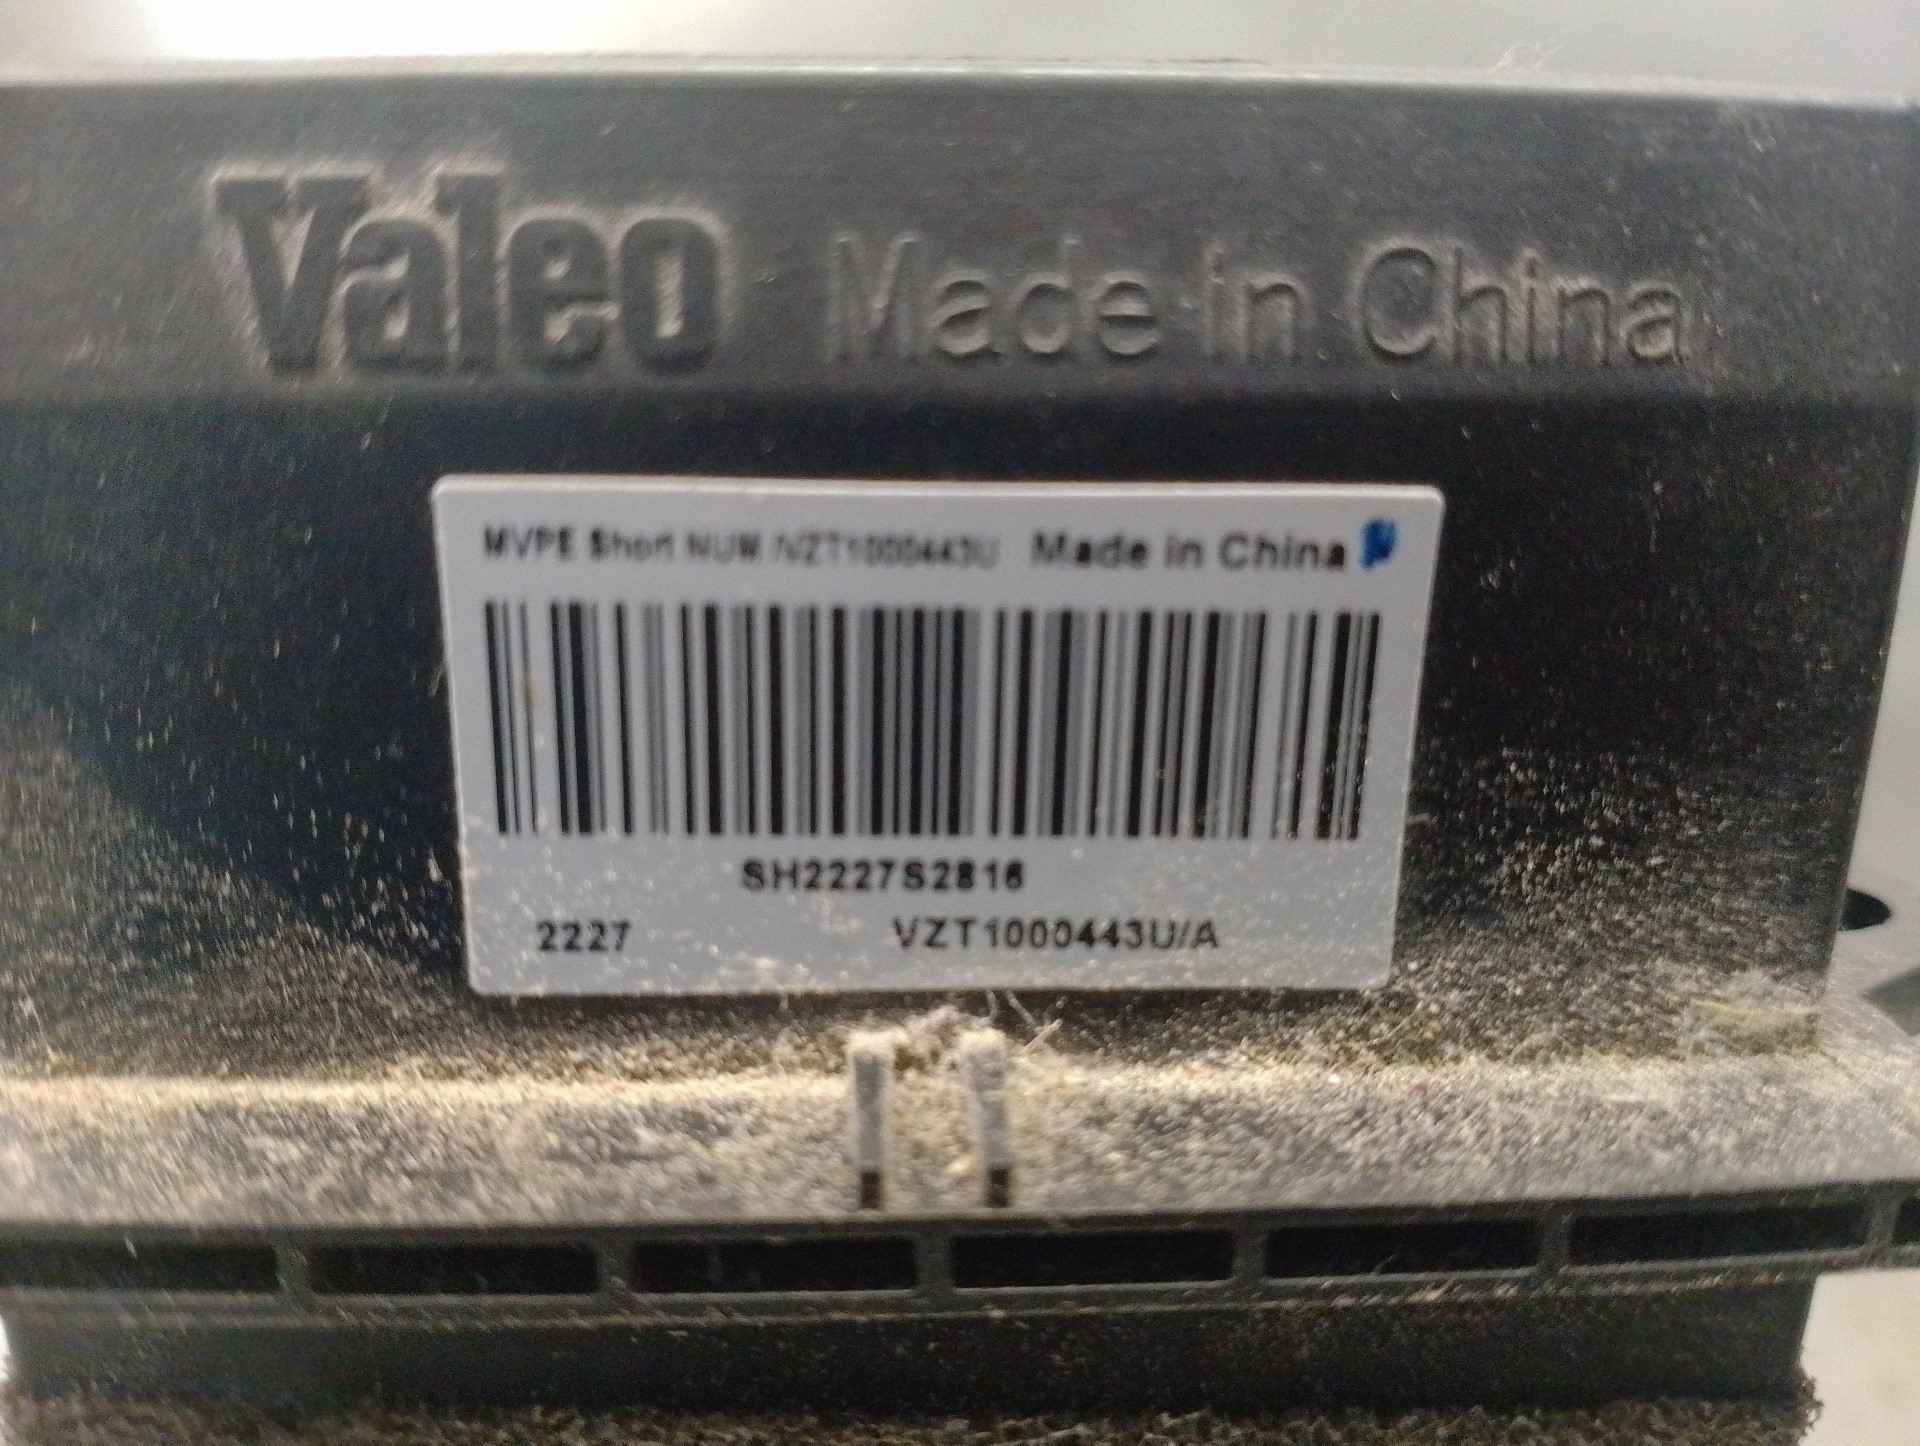 Valeo Made in China
MVPE Short NUM /VZT1000443U Made in China
SH2227S2816
2227 VZT1000443U/A